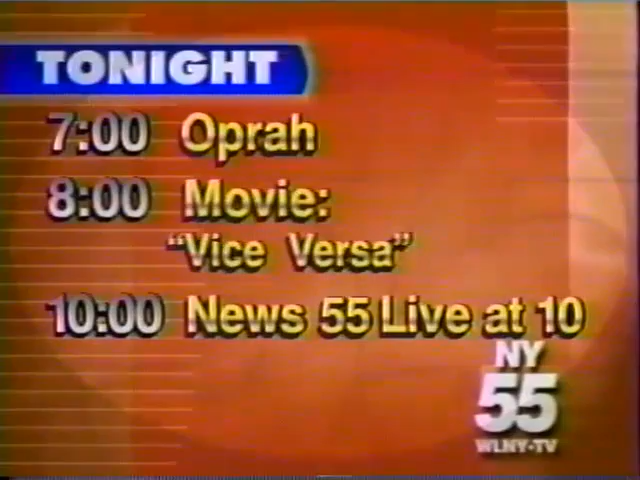 TONIGHT
7:00 Oprah
8:00 Movie:
"Vice Versa"
10:00 News 55 Live at 10
NY
55
WLNY-TV